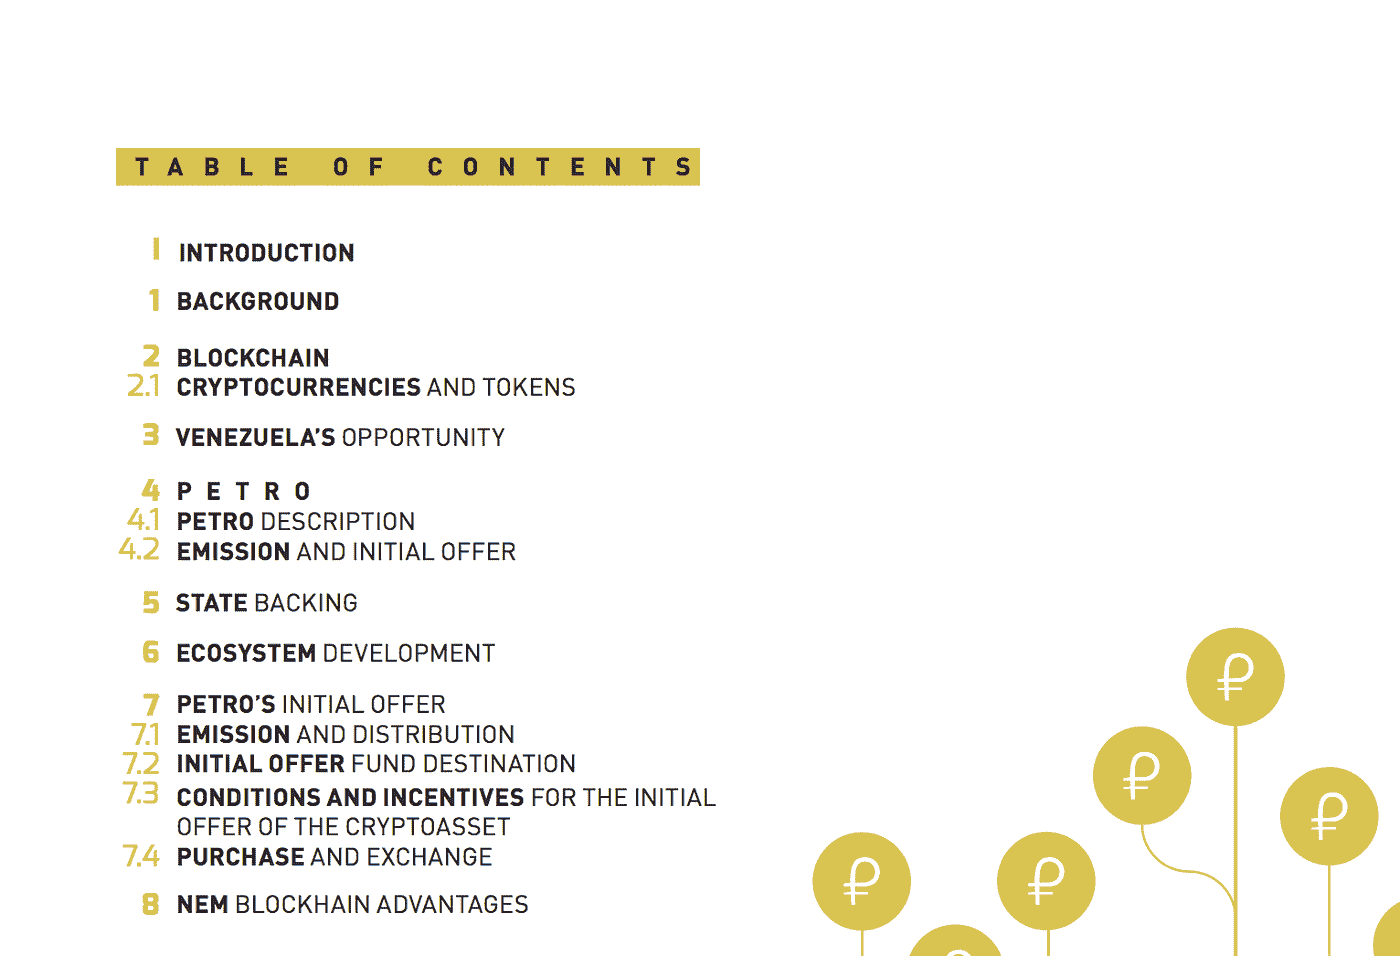 TABLE OF CONTENTS
I INTRODUCTION
1 BACKGROUND
2 BLOCKCHAIN
2.1 CRYPTOCURRENCIES AND TOKENS
3 VENEZUELA'S OPPORTUNITY
4 PETRO
4.1 PETRO DESCRIPTION
4.2 EMISSION AND INITIAL OFFER
5 STATE BACKING
6 ECOSYSTEM DEVELOPMENT
7 PETRO'S INITIAL OFFER
7.1 EMISSION AND DISTRIBUTION
7.2 INITIAL OFFER FUND DESTINATION
7.3 CONDITIONS AND INCENTIVES FOR THE INITIAL
OFFER OF THE CRYPTOASSET
7.4 PURCHASE AND EXCHANGE
8 NEM BLOCKHAIN ADVANTAGES